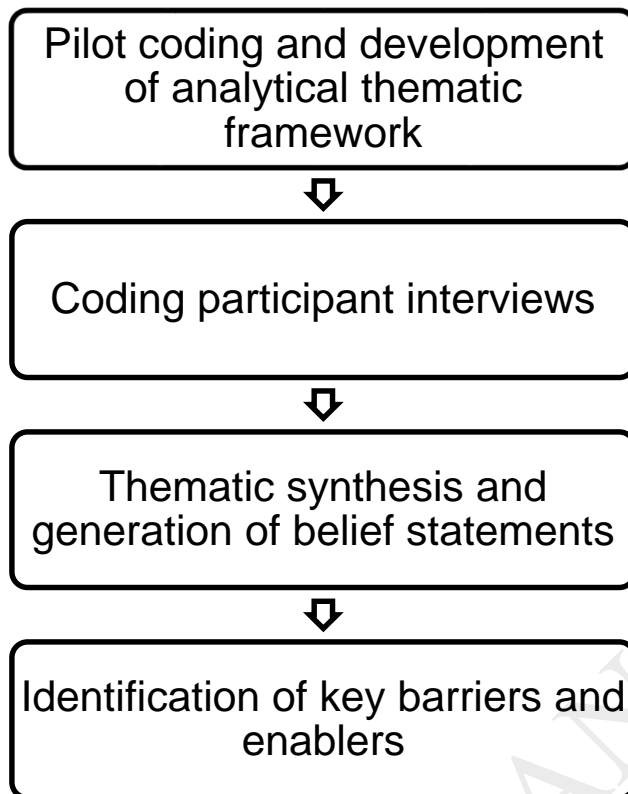 Pilot coding and development
of analytical thematic
framework
Coding participant interviews
Thematic synthesis and
generation of belief statements
Identification of key barriers and
enablers